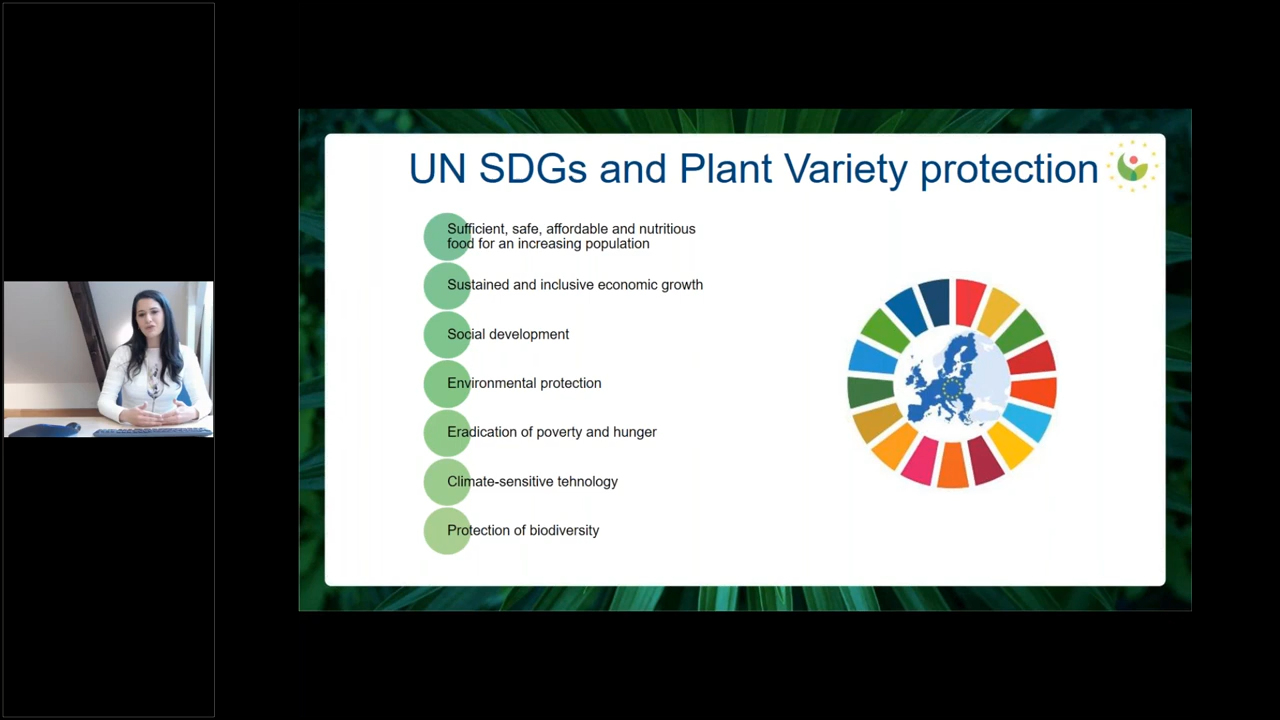 UN SDGs and Plant Variety protection
Sufficient, safe, affordable and nutritious
food for an increasing population
Sustained and inclusive economic growth
Social development
Environmental protection
Eradication of poverty and hunger
Climate-sensitive tehnology
Protection of biodiversity